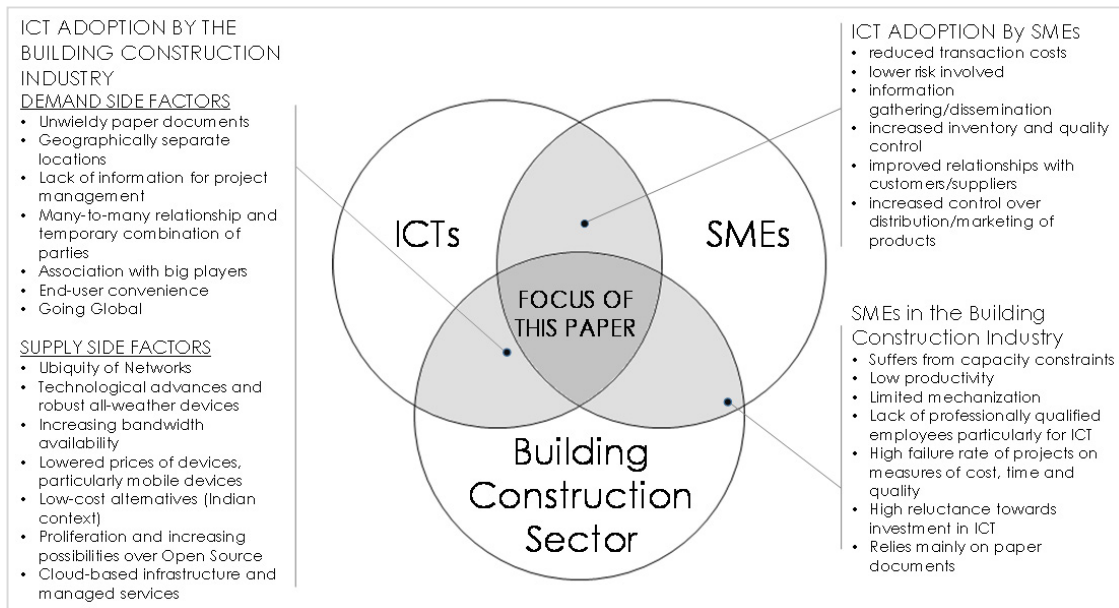 ICT ADOPTION BY THE
BUILDING CONSTRUCTION
INDUSTRY
DEMAND SIDE FACTORS
• Unwieldy paper documents
• Geographically separate
locations
• Lack of information for project
management
• Many-to-many relationship and
temporary combination of
parties
• Association with big players
• End-user convenience
• Going Global
SUPPLY SIDE FACTORS
• Ubiquity of Networks
• Technological advances and
robust all-weather devices
• Increasing bandwidth
availability
• Lowered prices of devices,
particularly mobile devices
• Low-cost alternatives (Indian
context)
• Proliferation and increasing
possibilities over Open Source
• Cloud-based infrastructure and
managed services
ICTs
SMEs
FOCUS OF
THIS PAPER
Building
Construction
Sector
ICT ADOPTION By SMEs
• reduced transaction costs
• lower risk involved
• information
gathering/dissemination
• increased inventory and quality
control
• improved relationships with
customers/suppliers
• increased control over
distribution/marketing of
products
SMEs in the Building
Construction Industry
• Suffers from capacity constraints
• Low productivity
• Limited mechanization
• Lack of professionally qualified
employees particularly for ICT
• High failure rate of projects on
measures of cost, time and
quality
• High reluctance towards
investment in ICT
• Relies mainly on paper
documents